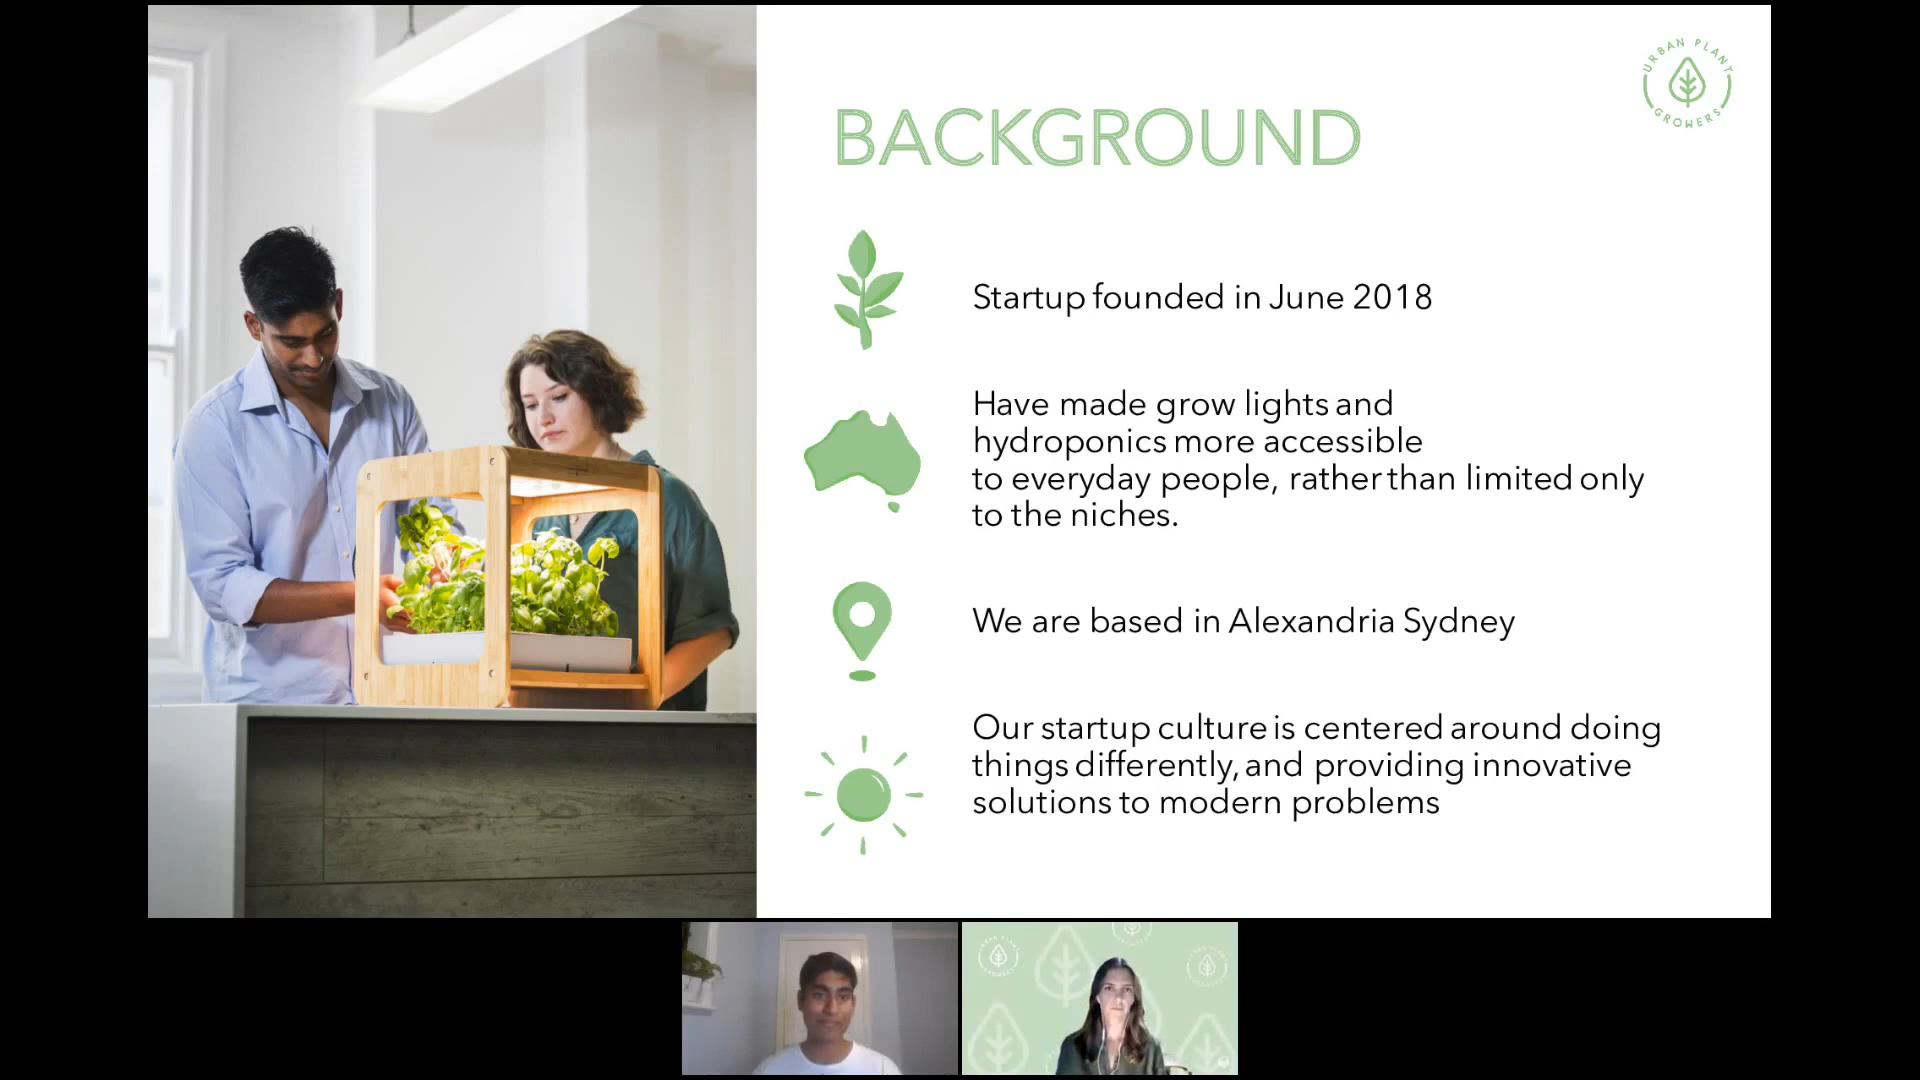 URBAN PLANT
GROWERS
BACKGROUND
Startup founded in June 2018
Have made grow lights and
hydroponics more accessible
to everyday people, rather than limited only
to the niches.
We are based in Alexandria Sydney
Our startup culture is centered around doing
things differently, and providing innovative
solutions to modern problems